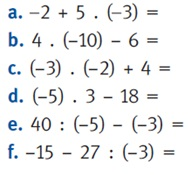 a. −2 + 5 . (−3) =
b. 4 . (−10) − 6 =
c. (−3) . (−2) + 4 =
d. (−5) . 3 − 18 =
e. 40 : (−5) − (−3) =
f. −15 − 27 : (−3) =